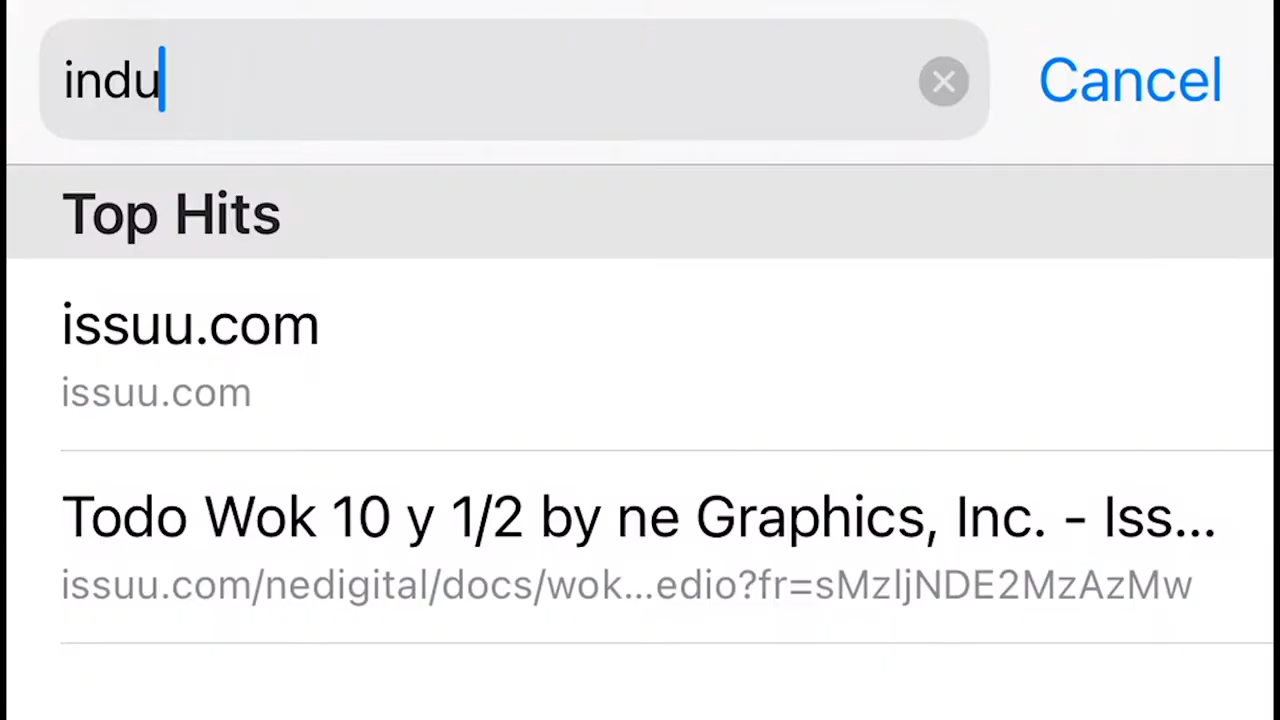 indu
Cancel
Top Hits
issuu.com
issuu.com
Todo Wok 10 y 1/2 by ne Graphics, Inc. - Iss...
issuu.com/nedigital/docs/wok...edio?fr=sMzljNDE2MzAzMw